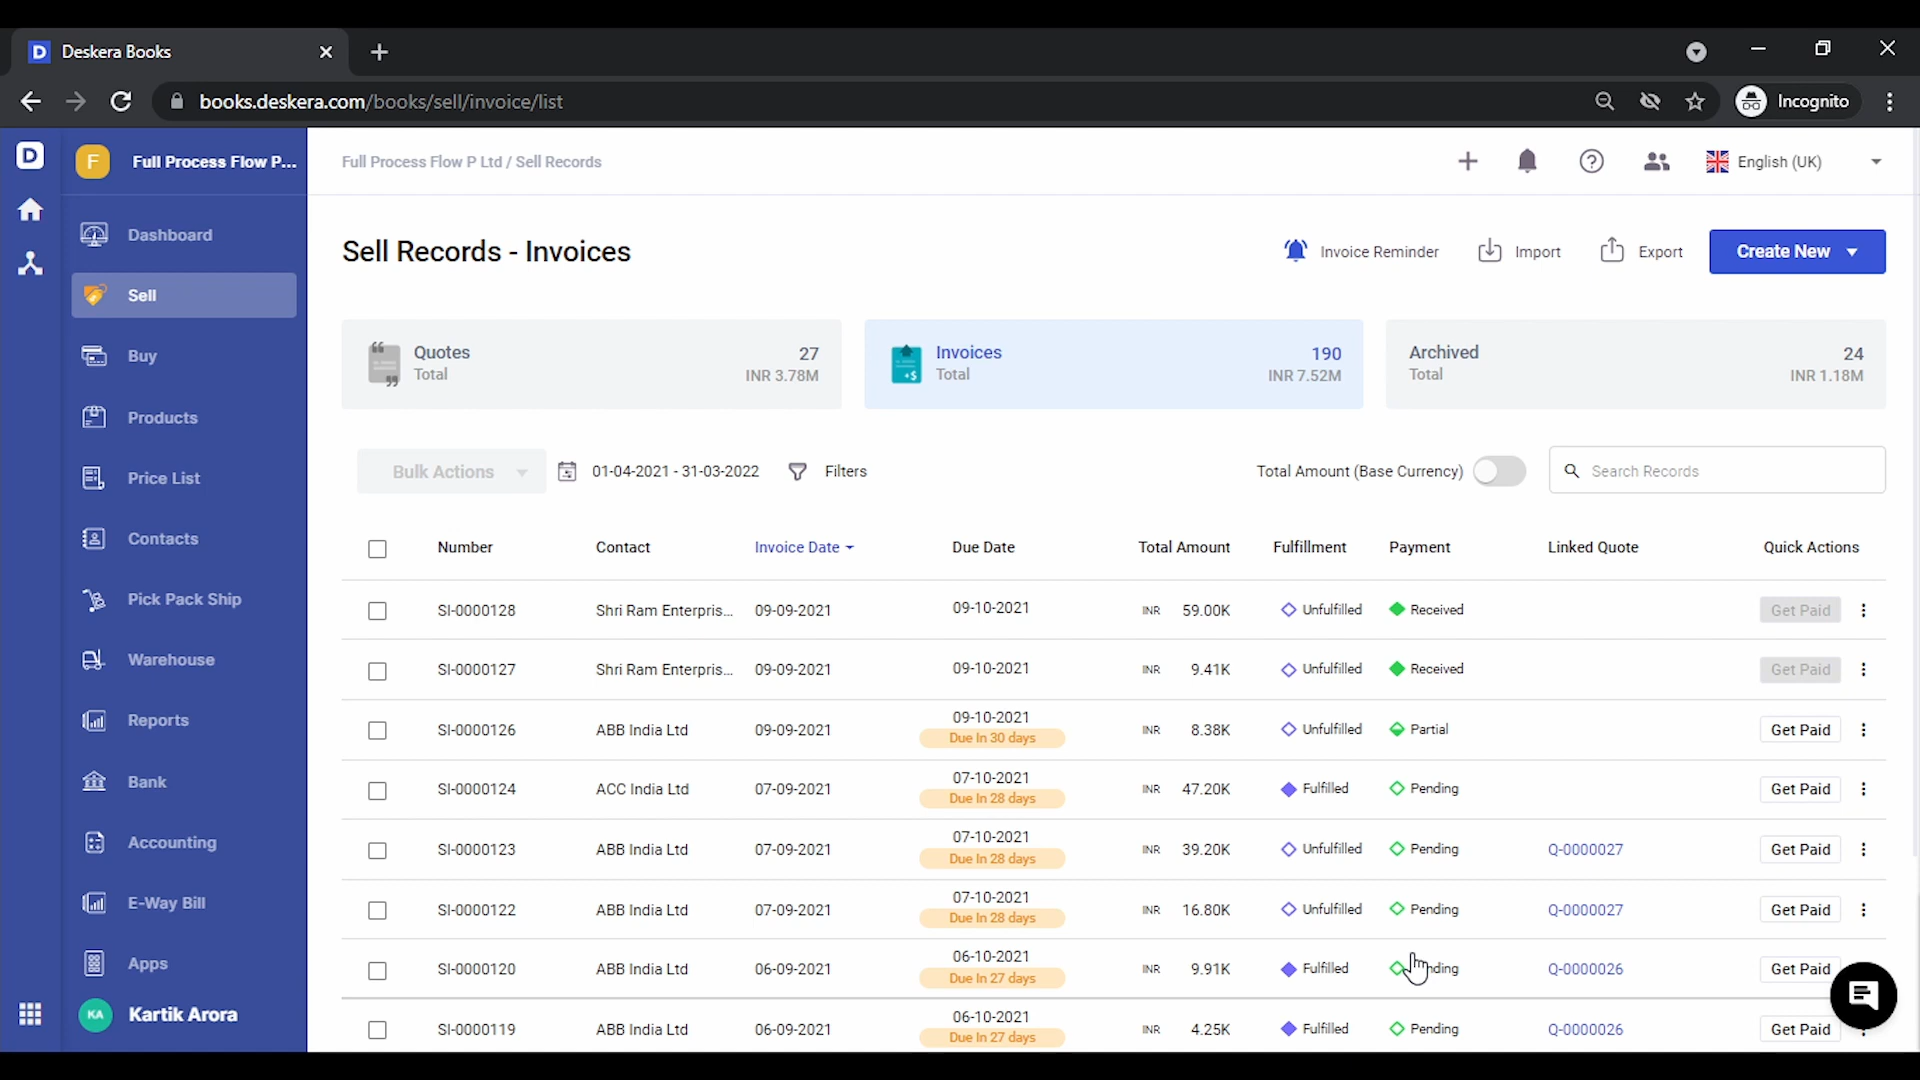 D Deskera Books
books.deskera.com/books/sell/invoice/list
Incognito
D
F Full Process Flow P...
Full Process Flow P Ltd / Sell Records
English (UK)
Dashboard
Sell
Buy
Products
Price List
Contacts
Pick Pack Ship
Warehouse
Reports
Bank
Accounting
E-Way Bill
Apps
KA Kartik Arora
Sell Records - Invoices
Invoice Reminder
Import
Export
Create New
Quotes 27
Total INR 3.78M
Invoices 190
Total INR 7.52M
Archived 24
Total INR 1.18M
Bulk Actions 01-04-2021 - 31-03-2022 Filters Total Amount (Base Currency) Search Records
Number Contact Invoice Date Due Date Total Amount Fulfillment Payment Linked Quote Quick Actions
SI-0000128 Shri Ram Enterpris... 09-09-2021 09-10-2021 INR 59.00K Unfulfilled Received Get Paid
SI-0000127 Shri Ram Enterpris... 09-09-2021 09-10-2021 INR 9.41K Unfulfilled Received Get Paid
SI-0000126 ABB India Ltd 09-09-2021 09-10-2021 INR 8.38K Unfulfilled Partial Get Paid
Due In 30 days
SI-0000124 ACC India Ltd 07-09-2021 07-10-2021 INR 47.20K Fulfilled Pending Get Paid
Due In 28 days
SI-0000123 ABB India Ltd 07-09-2021 07-10-2021 INR 39.20K Unfulfilled Pending Q-0000027 Get Paid
Due In 28 days
SI-0000122 ABB India Ltd 07-09-2021 07-10-2021 INR 16.80K Unfulfilled Pending Q-0000027 Get Paid
Due In 28 days
SI-0000120 ABB India Ltd 06-09-2021 06-10-2021 INR 9.91K Fulfilled Q-0000026 Get Paid
Due In 27 days
SI-0000119 ABB India Ltd 06-09-2021 06-10-2021 INR 4.25K Fulfilled Pending Q-0000026 Get Paid
Due In 27 days